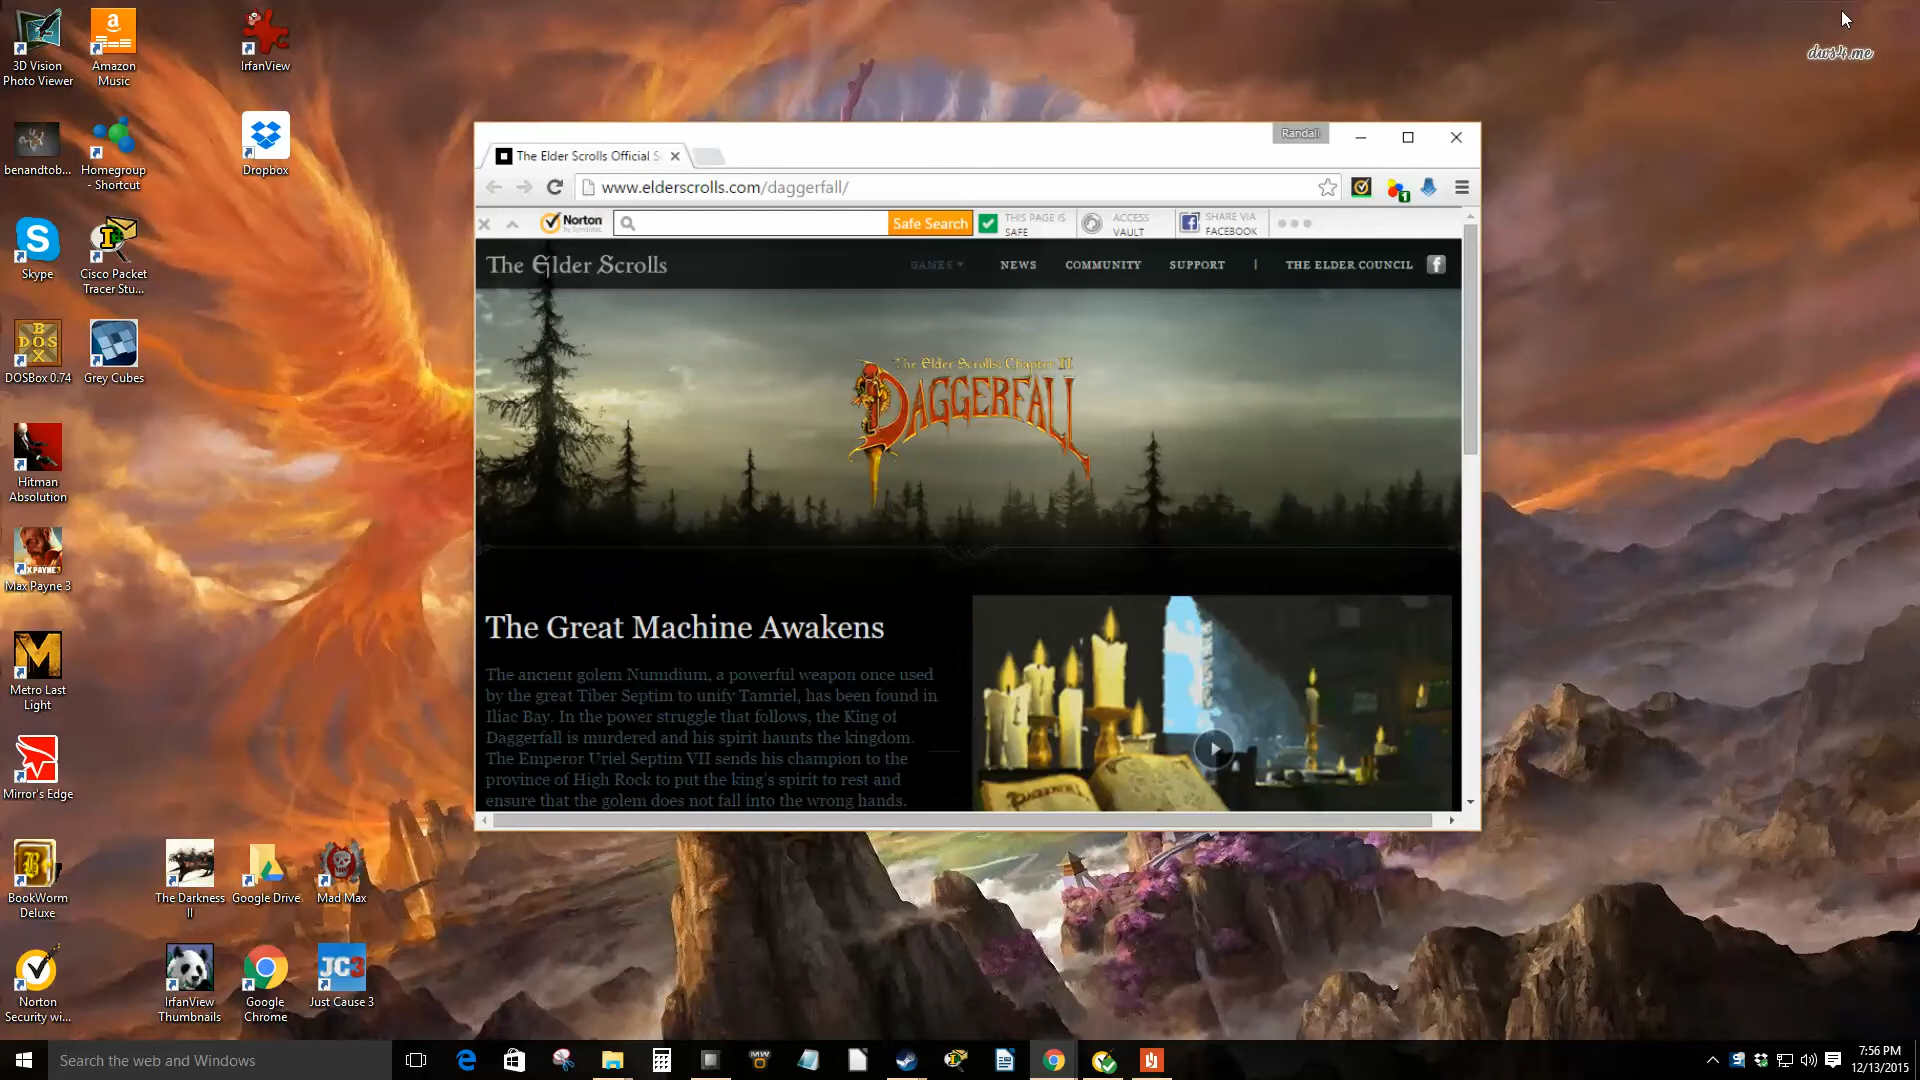 3D Vision
Photo Viewer
Amazon
Music
IrfanView
dws4.me
benandtob...
Homegroup
- Shortcut
Dropbox
Skype
Cisco Packet
Tracer Stu...
DOSBox 0.74
Grey Cubes
Hitman
Absolution
Max Payne 3
Metro Last
Light
Mirror's Edge
BookWorm
Deluxe
The Darkness
II
Google Drive
Mad Max
Norton
Security wi...
IrfanView
Thumbnails
Google
Chrome
JC3
Just Cause 3
Randall
The Elder Scrolls Official S
www.elderscrolls.com/daggerfall/
Norton
by Symantec
Safe Search
THIS PAGE IS
SAFE
ACCESS
VAULT
SHARE VIA
FACEBOOK
The Elder Scrolls
GAMES
NEWS
COMMUNITY
SUPPORT
THE ELDER COUNCIL
The Elder Scrolls: Chapter II
DAGGERFALL
The Great Machine Awakens
The ancient golem Numidium, a powerful weapon once used
by the great Tiber Septim to unify Tamriel, has been found in
Iliac Bay. In the power struggle that follows, the King of
Daggerfall is murdered and his spirit haunts the kingdom.
The Emperor Uriel Septim VII sends his champion to the
province of High Rock to put the king's spirit to rest and
ensure that the golem does not fall into the wrong hands.
DAGGERFALL
Search the web and Windows
MW
7:56 PM
12/13/2015